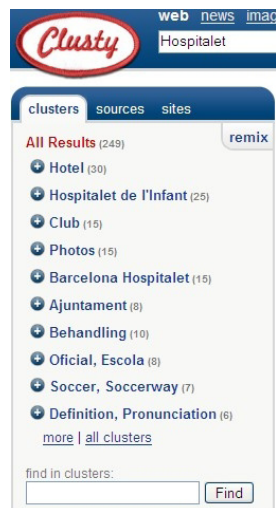 web news imag
Clusty
Hospitalet
clusters sources sites
All Results (249)
remix
Hotel (30)
Hospitalet de l'Infant (25)
Club (15)
Photos (15)
Barcelona Hospitalet (15)
Ajuntament (8)
Behandling (10)
Oficial, Escola (8)
Soccer, Soccerway (7)
Definition, Pronunciation (6)
more | all clusters
find in clusters:
Find